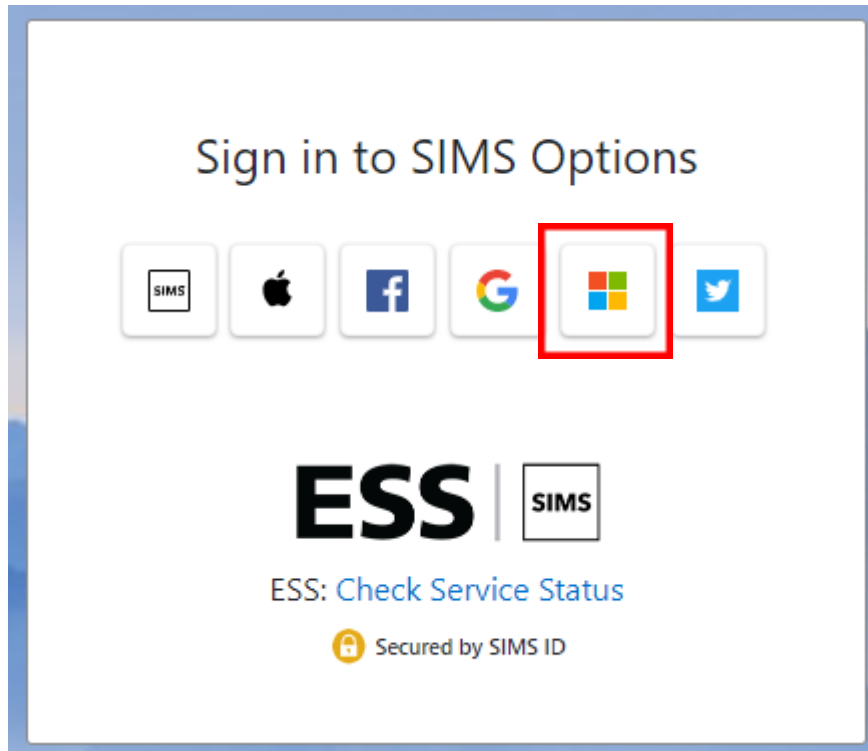 Sign in to SIMS Options
SIMS
ESS SIMS
ESS: Check Service Status
Secured by SIMS ID